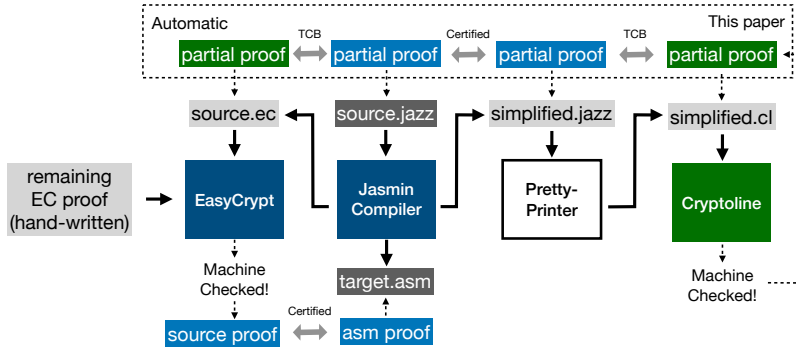 Automatic
This paper
TCB
Certified
TCB
partial proof
partial proof
partial proof
partial proof
source.ec
source.jazz
simplified.jazz
simplified.cl
remaining
EC proof
(hand-written)
EasyCrypt
Jasmin
Compiler
Pretty-
Printer
Cryptoline
Machine
Checked!
target.asm
Machine
Checked!
Certified
source proof
asm proof